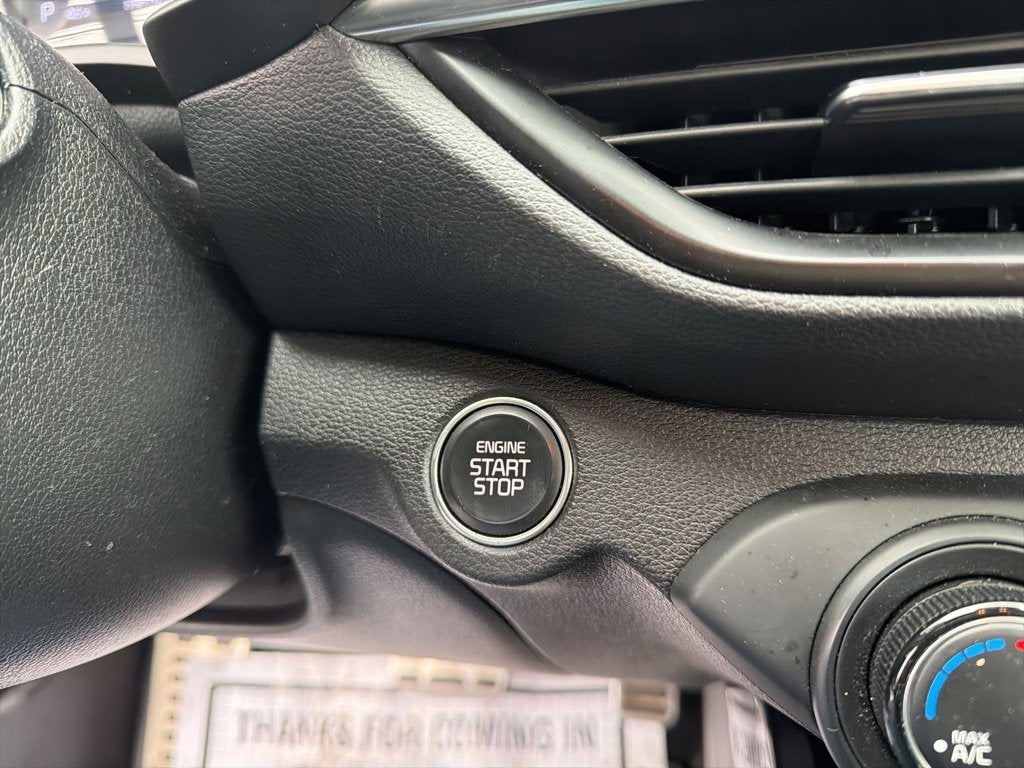 P
ENGINE
START
STOP
MAX
A/C
THANKS FOR COMING IN